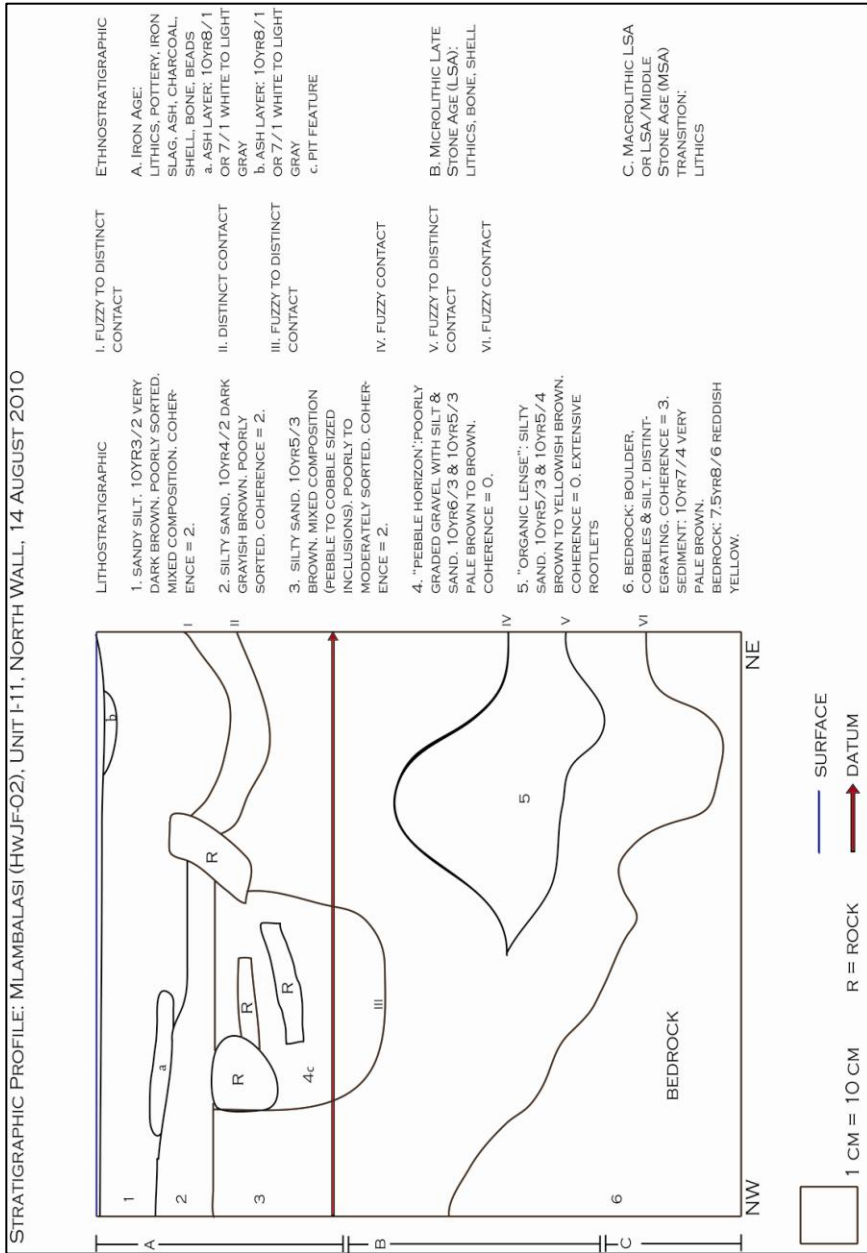 STRATIGRAPHIC PROFILE: MLAMBALASI (HWJF-02), UNIT I-11, NORTH WALL, 14 AUGUST 2010
A
B
C
1
2
3
a
b
R
R
R
R
4c
III
5
6
BEDROCK
I
II
IV
V
VI
NW
NE
1 CM = 10 CM
R = ROCK
SURFACE
DATUM
LITHOSTRATIGRAPHIC
1. SANDY SILT. 10YR3/2 VERY
DARK BROWN. POORLY SORTED.
MIXED COMPOSITION. COHER-
ENCE = 2.
2. SILTY SAND. 10YR4/2 DARK
GRAYISH BROWN. POORLY
SORTED. COHERENCE = 2.
3. SILTY SAND. 10YR5/3
BROWN. MIXED COMPOSITION
(PEBBLE TO COBBLE SIZED
INCLUSIONS). POORLY TO
MODERATELY SORTED. COHER-
ENCE = 2.
4. "PEBBLE HORIZON":POORLY
GRADED GRAVEL WITH SILT &
SAND. 10YR6/3 & 10YR5/3
PALE BROWN TO BROWN.
COHERENCE = 0.
5. "ORGANIC LENSE": SILTY
SAND. 10YR5/3 & 10YR5/4
BROWN TO YELLOWISH BROWN.
COHERENCE = 0. EXTENSIVE
ROOTLETS
6. BEDROCK: BOULDER,
COBBLES & SILT. DISTINT-
EGRATING. COHERENCE = 3.
SEDIMENT: 10YR7//4 VERY
PALE BROWN.
BEDROCK: 7.5YR8/6 REDDISH
YELLOW.
I. FUZZY TO DISTINCT
CONTACT
II. DISTINCT CONTACT
III. FUZZY TO DISTINCT
CONTACT
IV. FUZZY CONTACT
V. FUZZY TO DISTINCT
CONTACT
VI. FUZZY CONTACT
ETHNOSTRATIGRAPHIC
A. IRON AGE:
LITHICS, POTTERY, IRON
SLAG, ASH, CHARCOAL,
SHELL, BONE, BEADS
a. ASH LAYER: 10YR8/1
OR 7/1 WHITE TO LIGHT
GRAY
b. ASH LAYER: 10YR8/1
OR 7/1 WHITE TO LIGHT
GRAY
c. PIT FEATURE
B. MICROLITHIC LATE
STONE AGE (LSA):
LITHICS, BONE, SHELL
C. MACROLITHIC LSA
OR LSA/MIDDLE
STONE AGE (MSA)
TRANSITION:
LITHICS